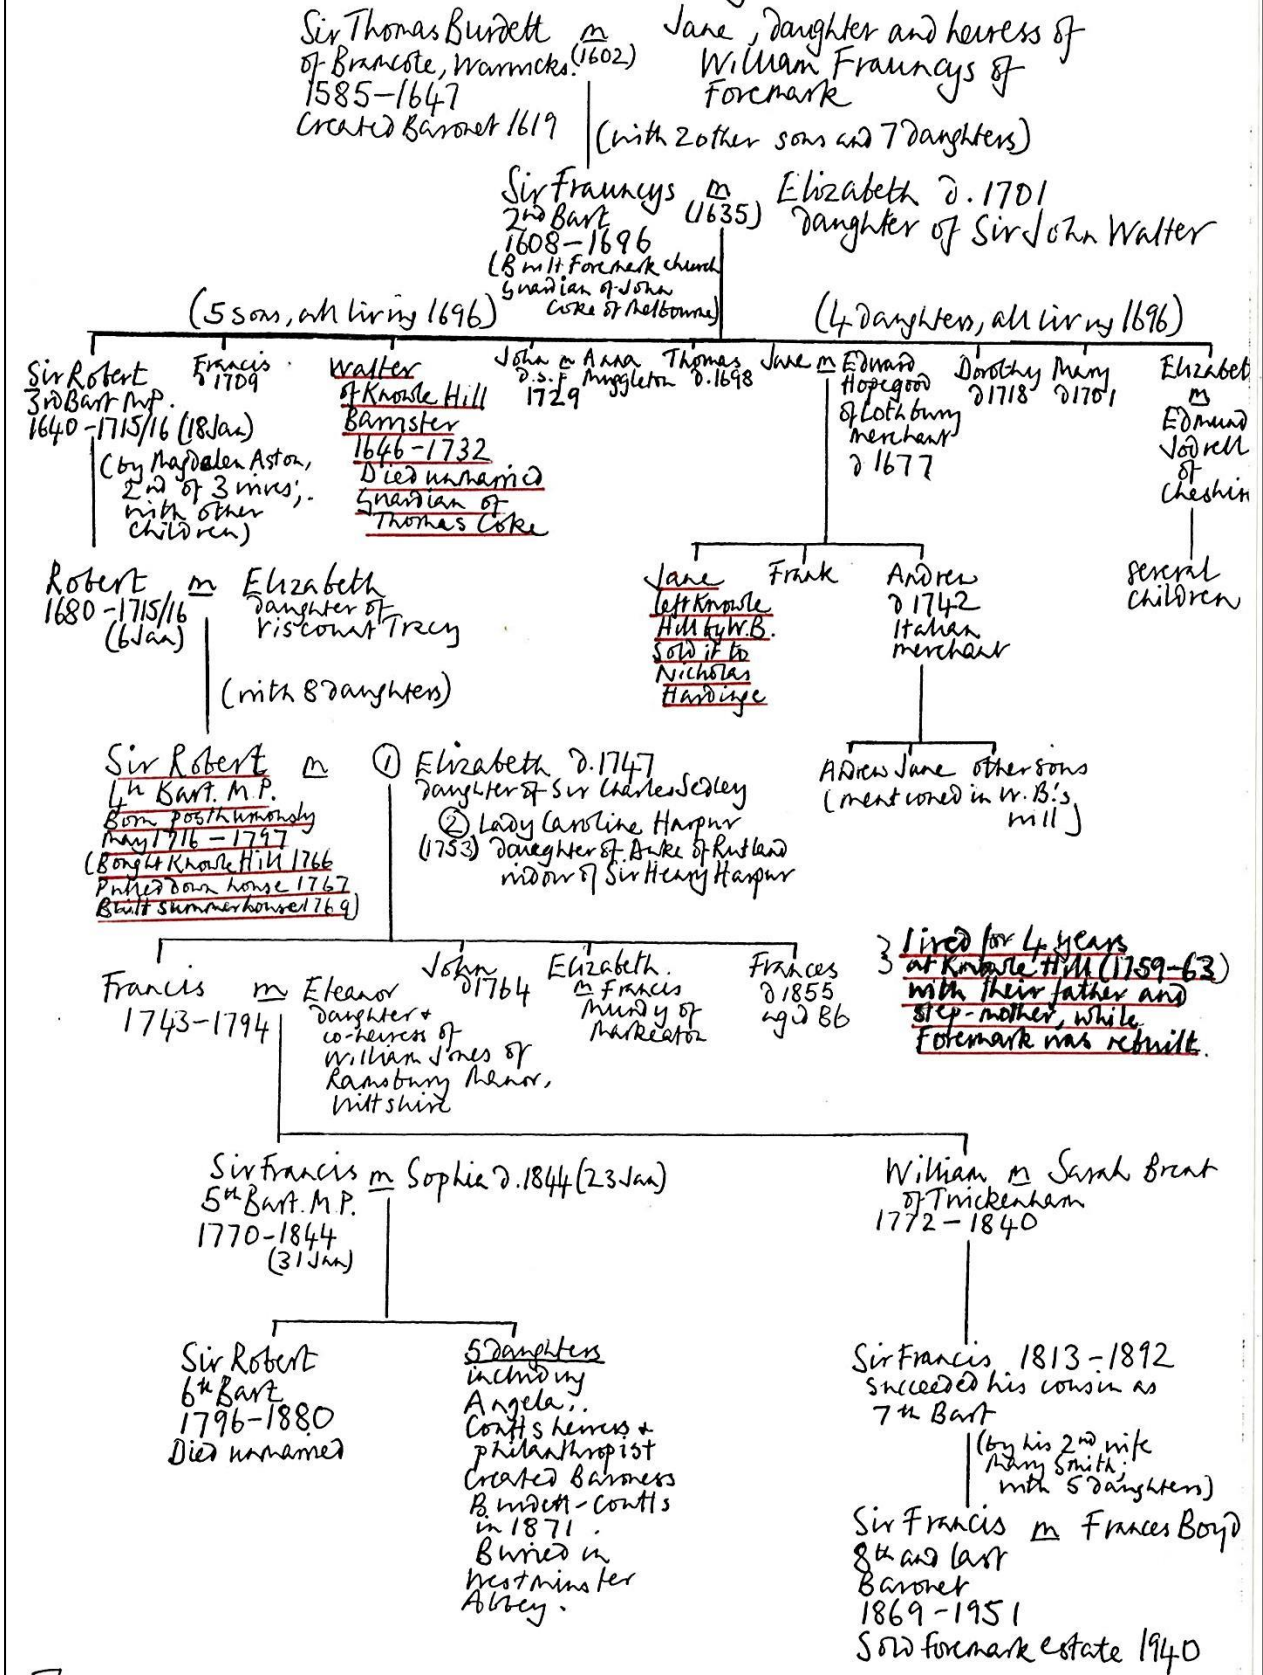 Sir Thomas Burdett m Jane, daughter and heiress of
of Bramcote, Warwicks. (1602) William Frauncys of
1585-1647 Foremark
Created Baronet 1619
(with 2 other sons and 7 daughters)
Sir Frauncys m Elizabeth d. 1701
2nd Bart (1635) daughter of Sir John Walter
1608-1696
(Built Foremark church
Guardian of John
Coke of Melbourne)
(5 sons, all living 1696)
(4 daughters, all living 1696)
Sir Robert
3rd Bart M.P.
1640-1715/16 (18 Jan)
(by Magdalen Aston,
2nd of 3 wives;
with other
children)
Francis
d 1709
Walter
of Knowle Hill
Barrister
1646-1732
Died unmarried
Guardian of
Thomas Coke
John m Anna
d.s.p Muggleton
1729
Thomas
d.1698
Jane m Edward
Hopegood
of Lothbury
merchant
d 1677
Dorothy
d 1718
Mary
d 1701
Elizabet
m
Edmund
Jodrell
of
Cheshir
Robert m Elizabeth
1680-1715/16 daughter of
(6 Jan) Viscount Tracy
(with 8 daughters)
Jane
left Knowle
Hill by W.B.
Sold it to
Nicholas
Hardinge
Frank
Andrew
d 1742
Italian
merchant
several
children
Andrew Jane other sons
(mentioned in W.B.'s
will)
Sir Robert m
4th Bart. M.P.
Born posthumously
May 1716-1797
(Bought Knowle Hill 1766
Pulled down house 1767
Built summerhouse 1769)
① Elizabeth d.1747
daughter of Sir Charles Sedley
② Lady Caroline Harpur
(1753) daughter of Duke of Rutland
widow of Sir Henry Harpur
Francis m Eleanor
1743-1794 daughter +
co-heiress of
William Jones of
Ramsbury Manor,
Wiltshire
John
d1764
Elizabeth.
m Francis
Mundy of
Markeaton
Frances
d 1855
aged 86
} lived for 4 years
at Knowle Hill (1759-63)
with their father and
step-mother, while
Foremark was rebuilt.
Sir Francis m Sophia d.1844 (23 Jan)
5th Bart. M.P.
1770-1844
(31 Jan)
William m Sarah Brent
of Twickenham
1772-1840
Sir Robert
6th Bart
1796-1880
Died unmarried
5 daughters
including
Angela,
Coutts heiress +
philanthropist
Created Baroness
Burdett-Coutts
in 1871.
Buried in
Westminster
Abbey.
Sir Francis 1813-1892
succeeded his cousin as
7th Bart
(by his 2nd wife
Mary Smith;
with 5 daughters)
Sir Francis m Frances Boyd
8th and last
Baronet
1869-1951
Sold Foremark estate 1940